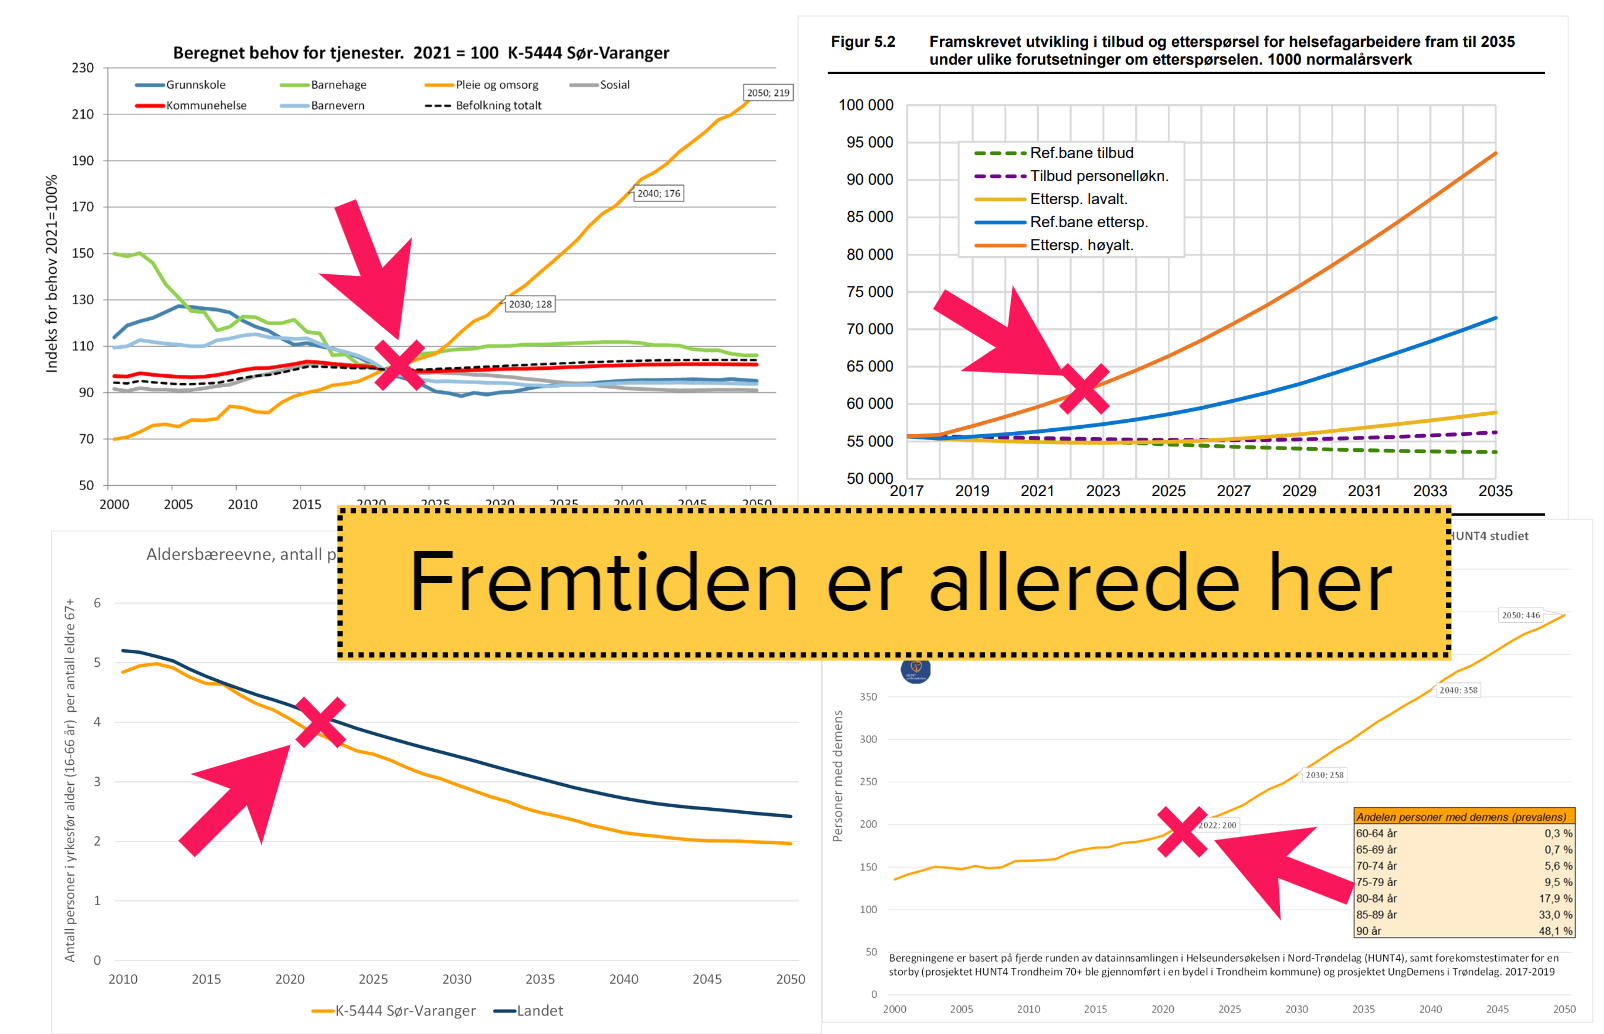 Beregnet behov for tjenester. 2021 = 100 K-5444 Sør-Varanger
230
210
190
170
150
130
110
90
70
50
Indeks for behov 2021=100%
Grunnskole
Barnehage
Pleie og omsorg
Sosial
Kommunehelse
Barnevern
Befolkning totalt
2050; 219
2040; 176
2030; 128
2000
2005
2010
2015
2020
2025
2030
2035
2040
2045
2050
Figur 5.2
Framskrevet utvikling i tilbud og etterspørsel for helsefagarbeidere fram til 2035
under ulike forutsetninger om etterspørselen. 1000 normalårsverk
100 000
95 000
90 000
85 000
80 000
75 000
70 000
65 000
60 000
55 000
50 000
Ref.bane tilbud
Tilbud personelløkn.
Ettersp. lavalt.
Ref.bane ettersp.
Ettersp. høyalt.
2017
2019
2021
2023
2025
2027
2029
2031
2033
2035
Fremtiden er allerede her
Aldersbæreevne, antall p
Antall personer i yrkesfør alder (16-66 år) per antall eldre 67+
6
5
4
3
2
1
0
2010
2015
2020
2025
2030
2035
2040
2045
2050
K-5444 Sør-Varanger
Landet
HUNT4 studiet
Personer med demens
350
300
250
200
150
100
50
0
2050; 446
2040; 358
2030; 258
2022; 200
Andelen personer med demens (prevalens)
60-64 år 0,3 %
65-69 år 0,7 %
70-74 år 5,6 %
75-79 år 9,5 %
80-84 år 17,9 %
85-89 år 33,0 %
90 år 48,1 %
Beregningene er basert på fjerde runden av datainnsamlingen i Helseundersøkelsen i Nord-Trøndelag (HUNT4), samt forekomstestimater for en
storby (prosjektet HUNT4 Trondheim 70+ ble gjennomført i en bydel i Trondheim kommune) og prosjektet UngDemens i Trøndelag. 2017-2019
2000
2005
2010
2015
2020
2025
2030
2035
2040
2045
2050